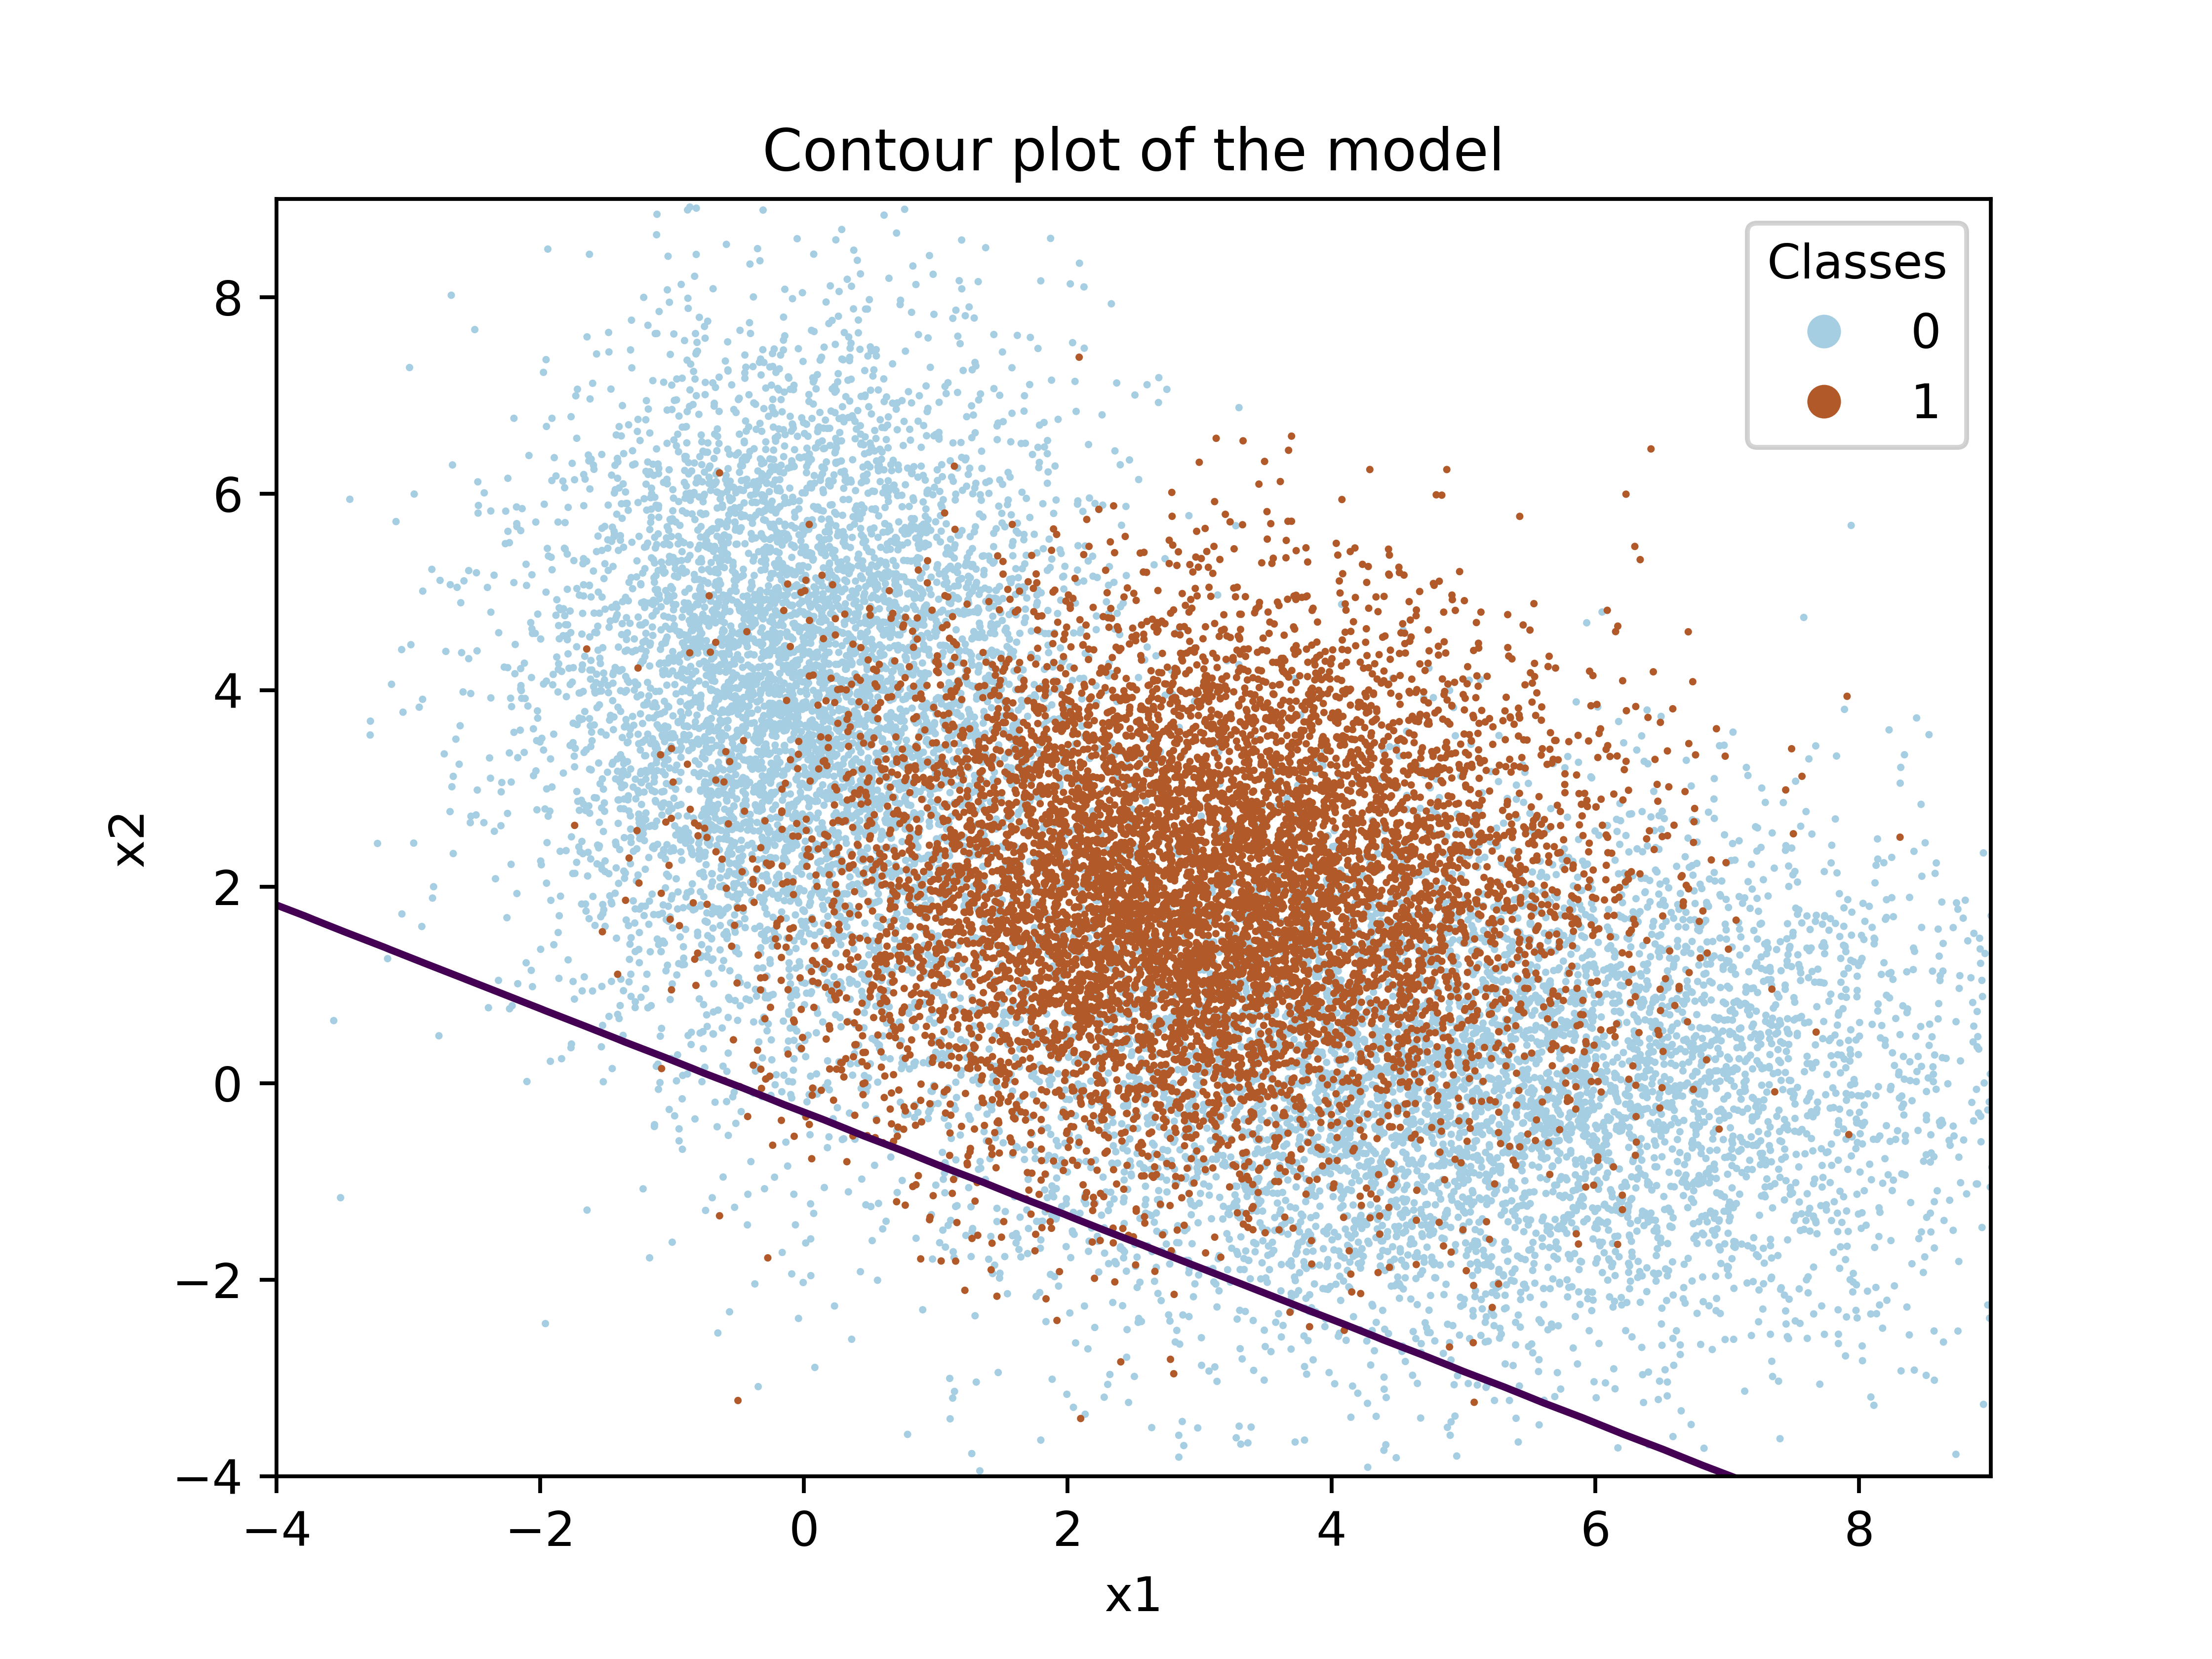 Contour plot of the model
Classes
0
1
8
6
4
2
0
−2
−4
x2
−4 −2 0 2 4 6 8
x1